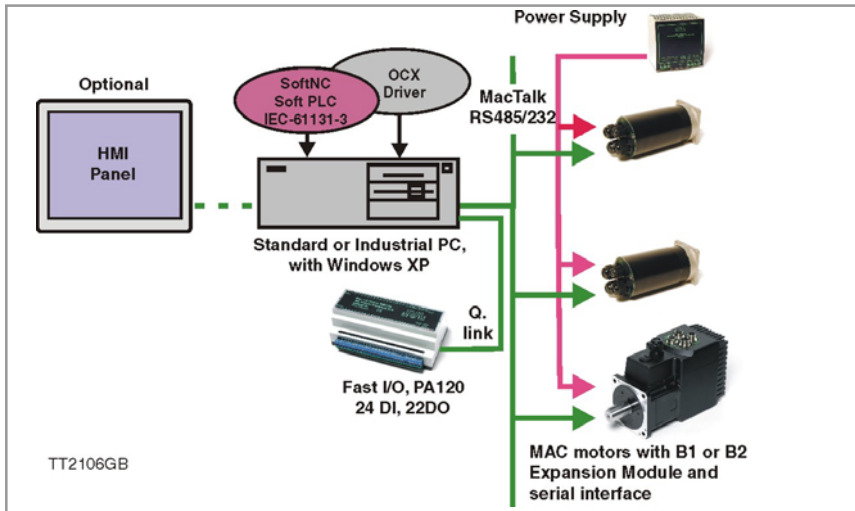 Power Supply
Optional
SoftNC
Soft PLC
IEC-61131-3
OCX
Driver
MacTalk
RS485/232
HMI
Panel
Standard or Industrial PC,
with Windows XP
Q.
link
Fast I/O, PA120
24 DI, 22DO
MAC motors with B1 or B2
Expansion Module and
serial interface
TT2106GB